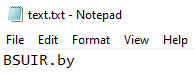 text.txt - Notepad
File Edit Format View Help
BSUIR.by